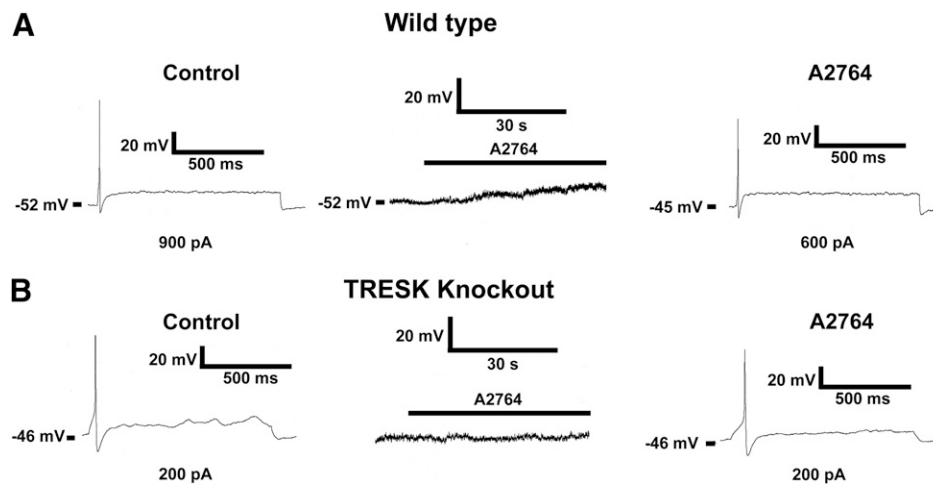 A
Wild type
Control
20 mV
500 ms
-52 mV
900 pA
20 mV
30 s
A2764
-52 mV
A2764
20 mV
500 ms
-45 mV
600 pA
B
TRESK Knockout
Control
20 mV
500 ms
-46 mV
200 pA
20 mV
30 s
A2764
A2764
20 mV
500 ms
-46 mV
200 pA